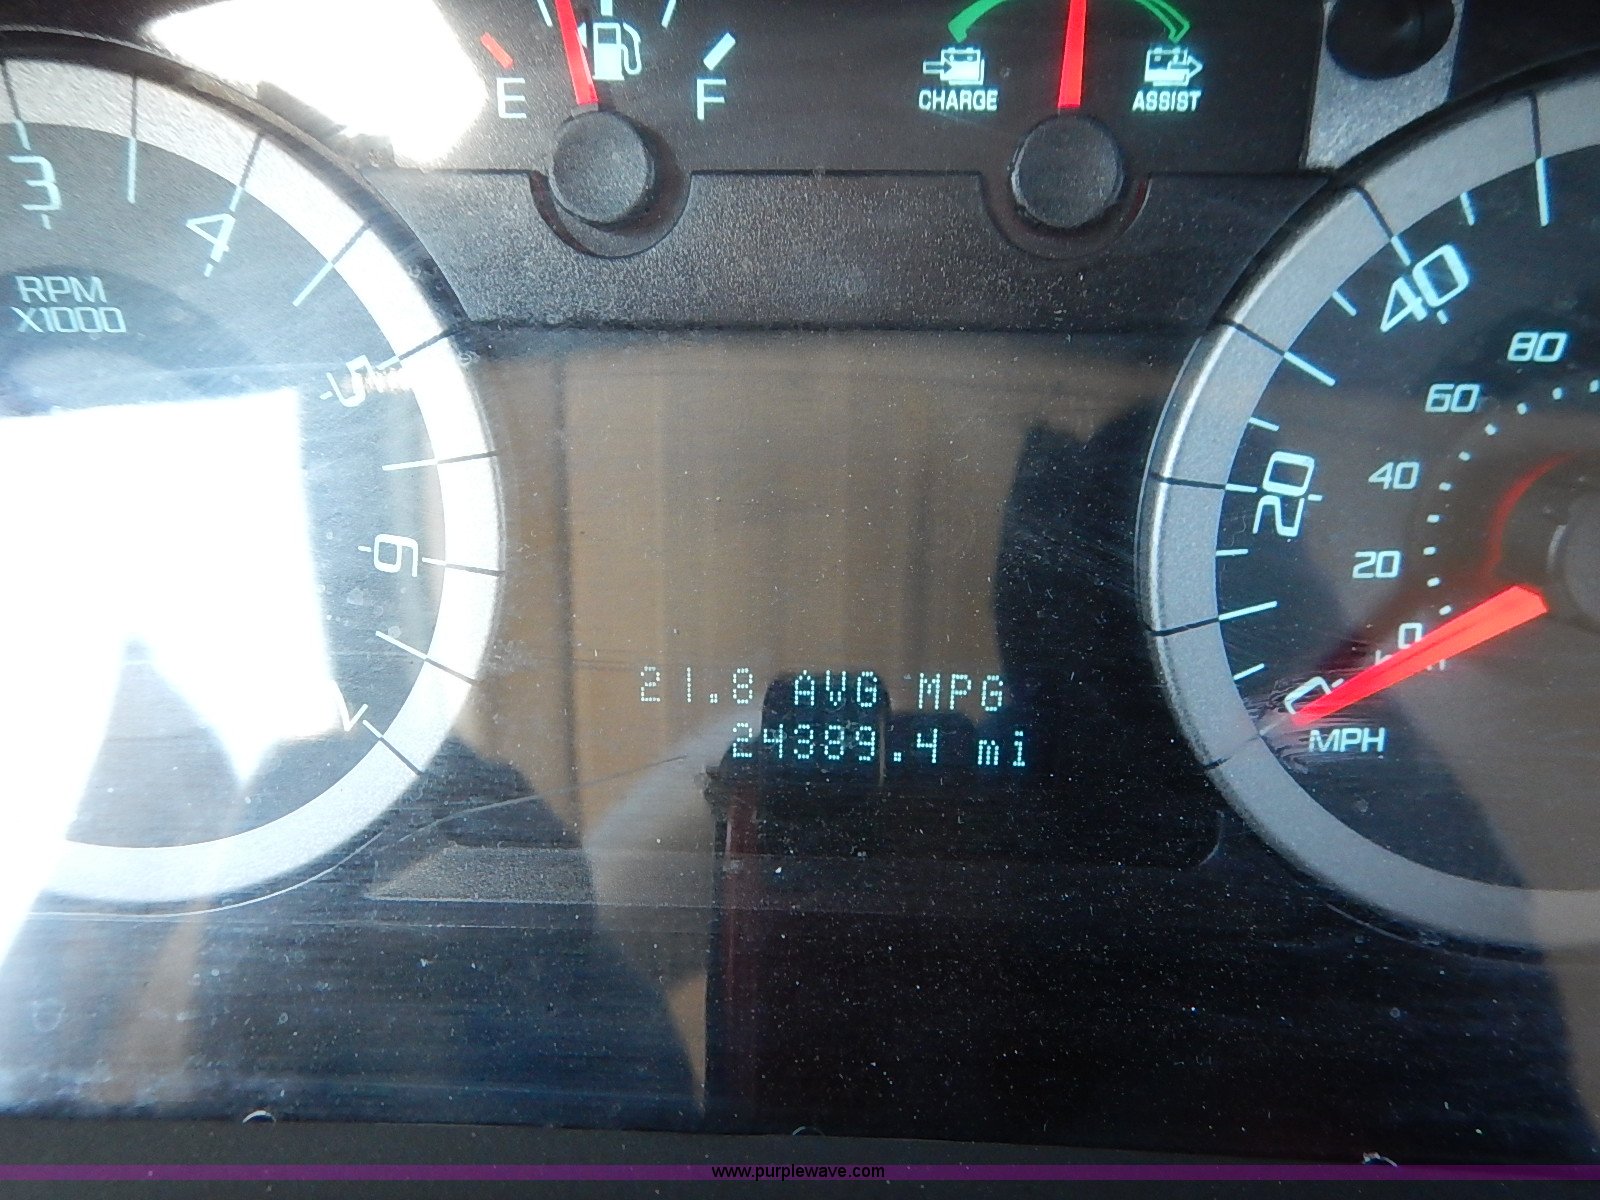 E
F
CHARGE
ASSIST
3
4
RPM
X1000
5
6
7
40
80
60
20
40
20
0
MPH
21.8 AVG MPG
24389.4 mi
www.purplewave.com